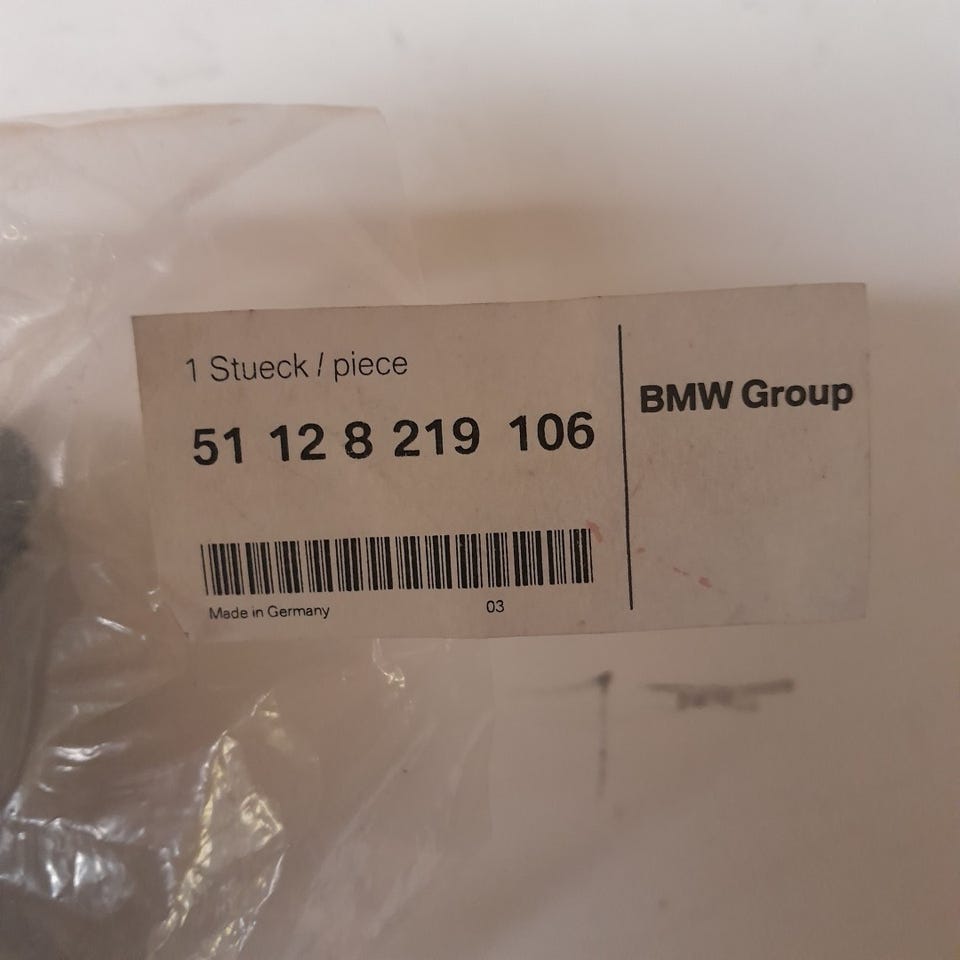 1 Stueck / piece
51 12 8 219 106
BMW Group
Made in Germany 03